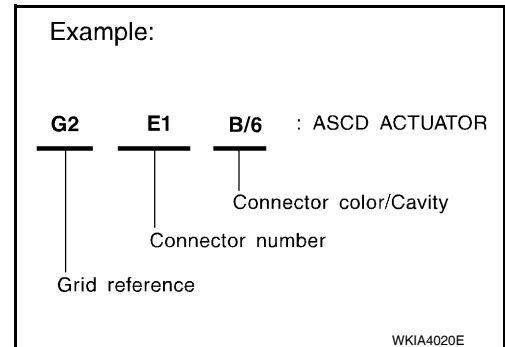 Example:
G2 E1 B/6 : ASCD ACTUATOR
Connector color/Cavity
Connector number
Grid reference
WKIA4020E